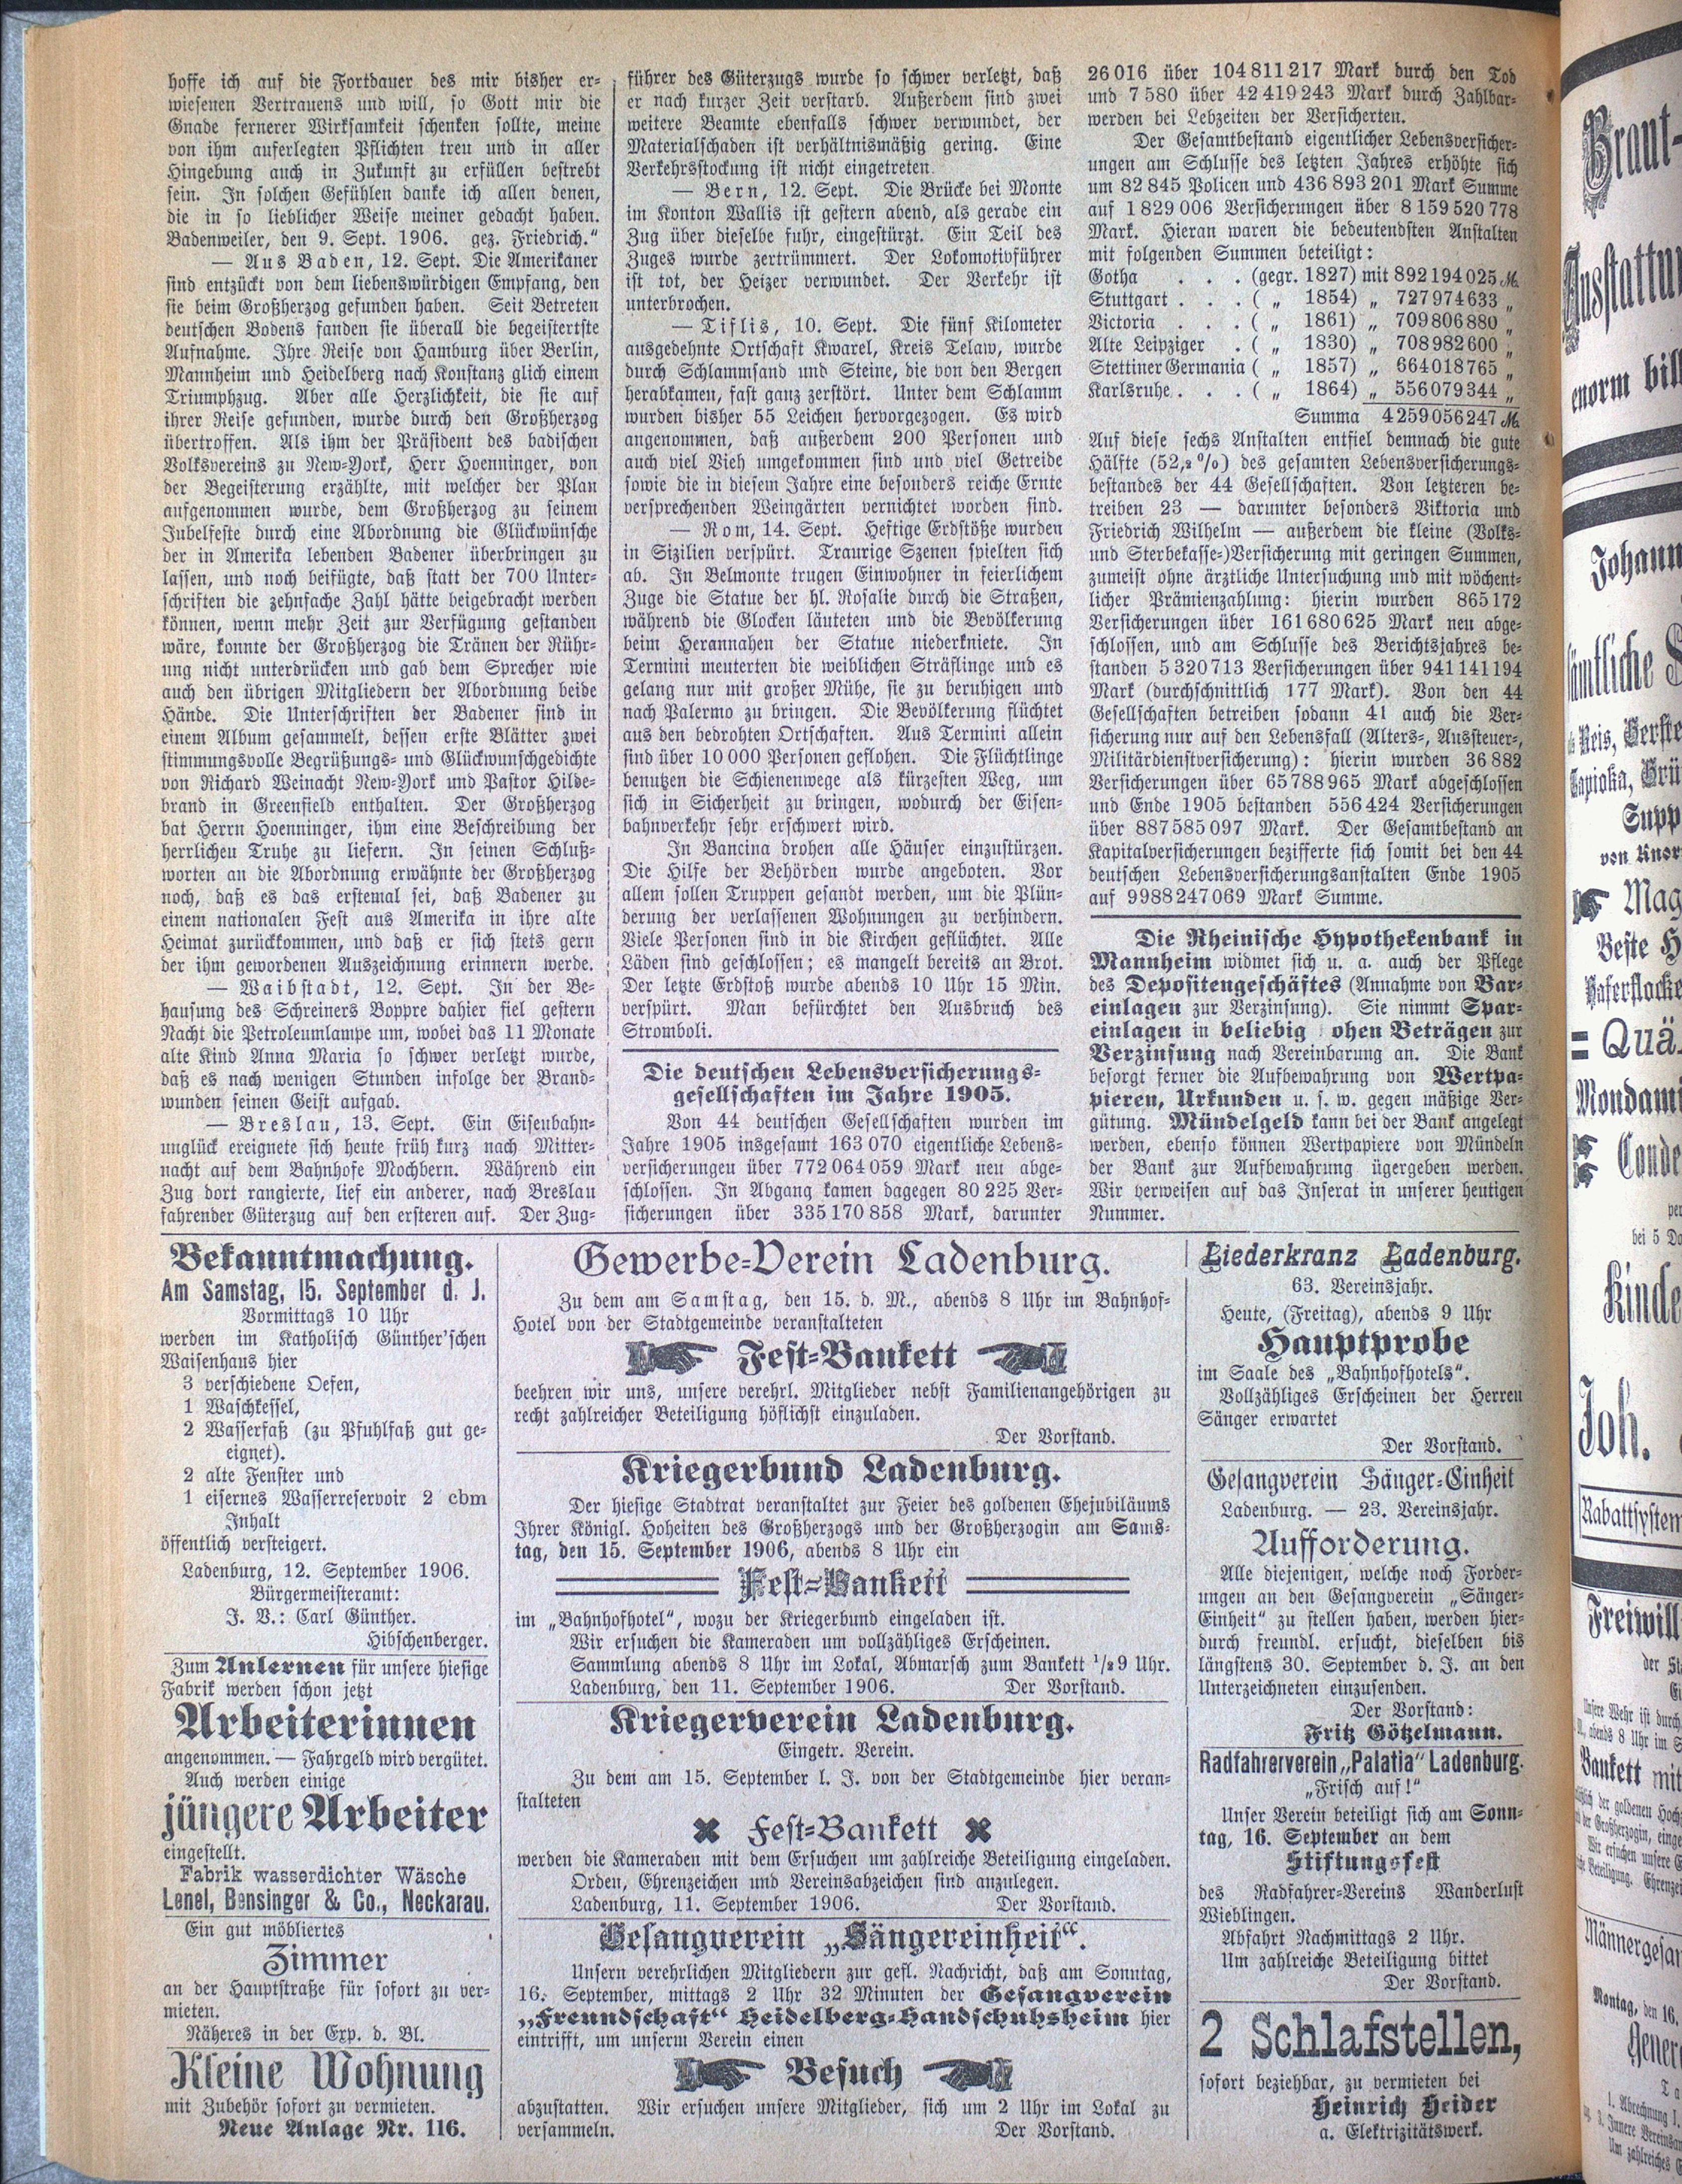 hoffe ich auf die Fortdauer des mir bisher er-
wiesenen Vertrauens und will, so Gott mir die
Gnade fernerer Wirksamkeit schenken sollte, meine
von ihm auferlegten Pflichten treu und in aller
Hingebung auch in Zukunft zu erfüllen bestrebt
sein. In solchen Gefühlen danke ich allen denen,
die in so lieblicher Weise meiner gedacht haben.
Badenweiler, den 9. Sept. 1906. gez. Friedrich.“
— Aus Baden, 12. Sept. Die Amerikaner
sind entzückt von dem liebenswürdigen Empfang, den
sie beim Großherzog gefunden haben. Seit Betreten
deutschen Bodens fanden sie überall die begeistertste
Aufnahme. Ihre Reise von Hamburg über Berlin,
Mannheim und Heidelberg nach Konstanz glich einem
Triumphzug. Aber alle Herzlichkeit, die sie auf
ihrer Reise gefunden, wurde durch den Großherzog
übertroffen. Als ihm der Präsident des badischen
Volksvereins zu New-York, Herr Hoenninger, von
der Begeisterung erzählte, mit welcher der Plan
aufgenommen wurde, dem Großherzog zu seinem
Jubelfeste durch eine Abordnung die Glückwünsche
der in Amerika lebenden Badener überbringen zu
lassen, und noch beifügte, daß statt der 700 Unter-
schriften die zehnfache Zahl hätte beigebracht werden
können, wenn mehr Zeit zur Verfügung gestanden
wäre, konnte der Großherzog die Tränen der Rühr-
ung nicht unterdrücken und gab dem Sprecher wie
auch den übrigen Mitgliedern der Abordnung beide
Hände. Die Unterschriften der Badener sind in
einem Album gesammelt, dessen erste Blätter zwei
stimmungsvolle Begrüßungs- und Glückwunschgedichte
von Richard Weinacht New-York und Pastor Hilde-
brand in Greenfield enthalten. Der Großherzog
bat Herrn Hoenninger, ihm eine Beschreibung der
herrlichen Truhe zu liefern. In seinen Schluß-
worten an die Abordnung erwähnte der Großherzog
noch, daß es das erstemal sei, daß Badener zu
einem nationalen Fest aus Amerika in ihre alte
Heimat zurückkommen, und daß er sich stets gern
der ihm gewordenen Auszeichnung erinnern werde.
— Waibstadt, 12. Sept. In der Be-
hausung des Schreiners Boppre dahier fiel gestern
Nacht die Petroleumlampe um, wobei das 11 Monate
alte Kind Anna Maria so schwer verletzt wurde,
daß es nach wenigen Stunden infolge der Brand-
wunden seinen Geist aufgab.
— Breslau, 13. Sept. Ein Eisenbahn-
unglück ereignete sich heute früh kurz nach Mitter-
nacht auf dem Bahnhofe Mochbern. Während ein
Zug dort rangierte, lief ein anderer, nach Breslau
fahrender Güterzug auf den ersteren auf. Der Zug-
führer des Güterzugs wurde so schwer verletzt, daß
er nach kurzer Zeit verstarb. Außerdem sind zwei
weitere Beamte ebenfalls schwer verwundet, der
Materialschaden ist verhältnismäßig gering. Eine
Verkehrsstockung ist nicht eingetreten.
— Bern, 12. Sept. Die Brücke bei Monte
im Konton Wallis ist gestern abend, als gerade ein
Zug über dieselbe fuhr, eingestürzt. Ein Teil des
Zuges wurde zertrümmert. Der Lokomotivführer
ist tot, der Heizer verwundet. Der Verkehr ist
unterbrochen.
— Tiflis, 10. Sept. Die fünf Kilometer
ausgedehnte Ortschaft Kwarel, Kreis Telaw, wurde
durch Schlammsand und Steine, die von den Bergen
herabkamen, fast ganz zerstört. Unter dem Schlamm
wurden bisher 55 Leichen hervorgezogen. Es wird
angenommen, daß außerdem 200 Personen und
auch viel Vieh umgekommen sind und viel Getreide
sowie die in diesem Jahre eine besonders reiche Ernte
versprechenden Weingärten vernichtet worden sind.
— Rom, 14. Sept. Heftige Erdstöße wurden
in Sizilien verspürt. Traurige Szenen spielten sich
ab. In Belmonte trugen Einwohner in feierlichem
Zuge die Statue der hl. Rosalie durch die Straßen,
während die Glocken läuteten und die Bevölkerung
beim Herannahen der Statue niederkniete. In
Termini meuterten die weiblichen Sträflinge und es
gelang nur mit großer Mühe, sie zu beruhigen und
nach Palermo zu bringen. Die Bevölkerung flüchtet
aus den bedrohten Ortschaften. Aus Termini allein
sind über 10 000 Personen geflohen. Die Flüchtlinge
benutzen die Schienenwege als kürzesten Weg, um
sich in Sicherheit zu bringen, wodurch der Eisen-
bahnverkehr sehr erschwert wird.
In Bancina drohen alle Häuser einzustürzen.
Die Hilfe der Behörden wurde angeboten. Vor
allem sollen Truppen gesandt werden, um die Plün-
derung der verlassenen Wohnungen zu verhindern.
Viele Personen sind in die Kirchen geflüchtet. Alle
Läden sind geschlossen; es mangelt bereits an Brot.
Der letzte Erdstoß wurde abends 10 Uhr 15 Min.
verspürt. Man befürchtet den Ausbruch des
Stromboli.
Die deutschen Lebensversicherungs-
gesellschaften im Jahre 1905.
Von 44 deutschen Gesellschaften wurden im
Jahre 1905 insgesamt 163 070 eigentliche Lebens-
versicherungen über 772 064 059 Mark neu abge-
schlossen. In Abgang kamen dagegen 80 225 Ver-
sicherungen über 335 170 858 Mark, darunter
26 016 über 104 811 217 Mark durch den Tod
und 7 580 über 42 419 243 Mark durch Zahlbar-
werden bei Lebzeiten der Versicherten.
Der Gesamtbestand eigentlicher Lebensversicher-
ungen am Schlusse des letzten Jahres erhöhte sich
um 82 845 Policen und 436 893 201 Mark Summe
auf 1 829 006 Versicherungen über 8 159 520 778
Mark. Hieran waren die bedeutendsten Anstalten
mit folgenden Summen beteiligt:
Gotha . . . (gegr. 1827) mit 892 194 025 M.
Stuttgart . . . ( „ 1854) „ 727 974 633 „
Victoria . . . ( „ 1861) „ 709 806 880 „
Alte Leipziger . ( „ 1830) „ 708 982 600 „
Stettiner Germania ( „ 1857) „ 664 018 765 „
Karlsruhe . . . ( „ 1864) „ 556 079 344 „
Summa 4 259 056 247 M.
Auf diese sechs Anstalten entfiel demnach die gute
Hälfte (52,2 %) des gesamten Lebensversicherungs-
bestandes der 44 Gesellschaften. Von letzteren be-
treiben 23 — darunter besonders Viktoria und
Friedrich Wilhelm — außerdem die kleine (Volks-
und Sterbekasse-)Versicherung mit geringen Summen,
zumeist ohne ärztliche Untersuchung und mit wöchent-
licher Prämienzahlung: hierin wurden 865 172
Versicherungen über 161 680 625 Mark neu abge-
schlossen, und am Schlusse des Berichtsjahres be-
standen 5 320 713 Versicherungen über 941 141 194
Mark (durchschnittlich 177 Mark). Von den 44
Gesellschaften betreiben sodann 41 auch die Ver-
sicherung nur auf den Lebensfall (Alters-, Aussteuer-,
Militärdienstversicherung): hierin wurden 36 882
Versicherungen über 65 788 965 Mark abgeschlossen
und Ende 1905 bestanden 556 424 Versicherungen
über 887 585 097 Mark. Der Gesamtbestand an
Kapitalversicherungen bezifferte sich somit bei den 44
deutschen Lebensversicherungsanstalten Ende 1905
auf 9 988 247 069 Mark Summe.
Die Rheinische Hypothekenbank in
Mannheim widmet sich u. a. auch der Pflege
des Depositengeschäftes (Annahme von Bar-
einlagen zur Verzinsung). Sie nimmt Spar-
einlagen in beliebig ohen Beträgen zur
Verzinsung nach Vereinbarung an. Die Bank
besorgt ferner die Aufbewahrung von Wertpa-
pieren, Urkunden u. s. w. gegen mäßige Ver-
gütung. Mündelgeld kann bei der Bank angelegt
werden, ebenso können Wertpapiere von Mündeln
der Bank zur Aufbewahrung ügergeben werden.
Wir verweisen auf das Inserat in unserer heutigen
Nummer.
Bekanntmachung.
Am Samstag, 15. September d. J.
Vormittags 10 Uhr
werden im Katholisch Günther'schen
Waisenhaus hier
3 verschiedene Oefen,
1 Waschkessel,
2 Wasserfaß (zu Pfuhlfaß gut ge-
eignet).
2 alte Fenster und
1 eisernes Wasserreservoir 2 cbm
Inhalt
öffentlich versteigert.
Ladenburg, 12. September 1906.
Bürgermeisteramt:
J. V.: Carl Günther.
Hibschenberger.
Zum Anlernen für unsere hiesige
Fabrik werden schon jetzt
Arbeiterinnen
angenommen. — Fahrgeld wird vergütet.
Auch werden einige
jüngere Arbeiter
eingestellt.
Fabrik wasserdichter Wäsche
Lenel, Bensinger & Co., Neckarau.
Ein gut möbliertes
Zimmer
an der Hauptstraße für sofort zu ver-
mieten.
Näheres in der Exp. d. Bl.
Kleine Wohnung
mit Zubehör sofort zu vermieten.
Neue Anlage Nr. 116.
Gewerbe-Verein Ladenburg.
Zu dem am Samstag, den 15. d. M., abends 8 Uhr im Bahnhof-
Hotel von der Stadtgemeinde veranstalteten
Fest-Bankett
beehren wir uns, unsere verehrl. Mitglieder nebst Familienangehörigen zu
recht zahlreicher Beteiligung höflichst einzuladen.
Der Vorstand.
Kriegerbund Ladenburg.
Der hiesige Stadtrat veranstaltet zur Feier des goldenen Ehejubiläums
Ihrer Königl. Hoheiten des Großherzogs und der Großherzogin am Sams-
tag, den 15. September 1906, abends 8 Uhr ein
Fest-Bankett
im „Bahnhofhotel“, wozu der Kriegerbund eingeladen ist.
Wir ersuchen die Kameraden um vollzähliges Erscheinen.
Sammlung abends 8 Uhr im Lokal, Abmarsch zum Bankett 1/2 9 Uhr.
Ladenburg, den 11. September 1906. Der Vorstand.
Kriegerverein Ladenburg.
Eingetr. Verein.
Zu dem am 15. September l. J. von der Stadtgemeinde hier veran-
stalteten
Fest-Bankett
werden die Kameraden mit dem Ersuchen um zahlreiche Beteiligung eingeladen.
Orden, Ehrenzeichen und Vereinsabzeichen sind anzulegen.
Ladenburg, 11. September 1906. Der Vorstand.
Gesangverein „Sängereinheit“.
Unsern verehrlichen Mitgliedern zur gefl. Nachricht, daß am Sonntag,
16. September, mittags 2 Uhr 32 Minuten der Gesangverein
„Freundschaft“ Heidelberg-Handschuhsheim hier
eintrifft, um unserm Verein einen
Besuch
abzustatten. Wir ersuchen unsere Mitglieder, sich um 2 Uhr im Lokal zu
versammeln. Der Vorstand.
Liederkranz Ladenburg.
63. Vereinsjahr.
Heute, (Freitag), abends 9 Uhr
Hauptprobe
im Saale des „Bahnhofhotels“.
Vollzähliges Erscheinen der Herren
Sänger erwartet
Der Vorstand.
Gesangverein Sänger-Einheit
Ladenburg. — 23. Vereinsjahr.
Aufforderung.
Alle diejenigen, welche noch Forder-
ungen an den Gesangverein „Sänger-
Einheit“ zu stellen haben, werden hier-
durch freundl. ersucht, dieselben bis
längstens 30. September d. J. an den
Unterzeichneten einzusenden.
Der Vorstand:
Fritz Götzelmann.
Radfahrerverein „Palatia“ Ladenburg.
„Frisch auf!“
Unser Verein beteiligt sich am Sonn-
tag, 16. September an dem
Stiftungsfest
des Radfahrer-Vereins Wanderlust
Wieblingen.
Abfahrt Nachmittags 2 Uhr.
Um zahlreiche Beteiligung bittet
Der Vorstand.
2 Schlafstellen,
sofort beziehbar, zu vermieten bei
Heinrich Heider
a. Elektrizitätswerk.
Braut-
enorm
Johann
Reis,
von
Beste
Joh.
der
Bankett mit
Montag, den 16.